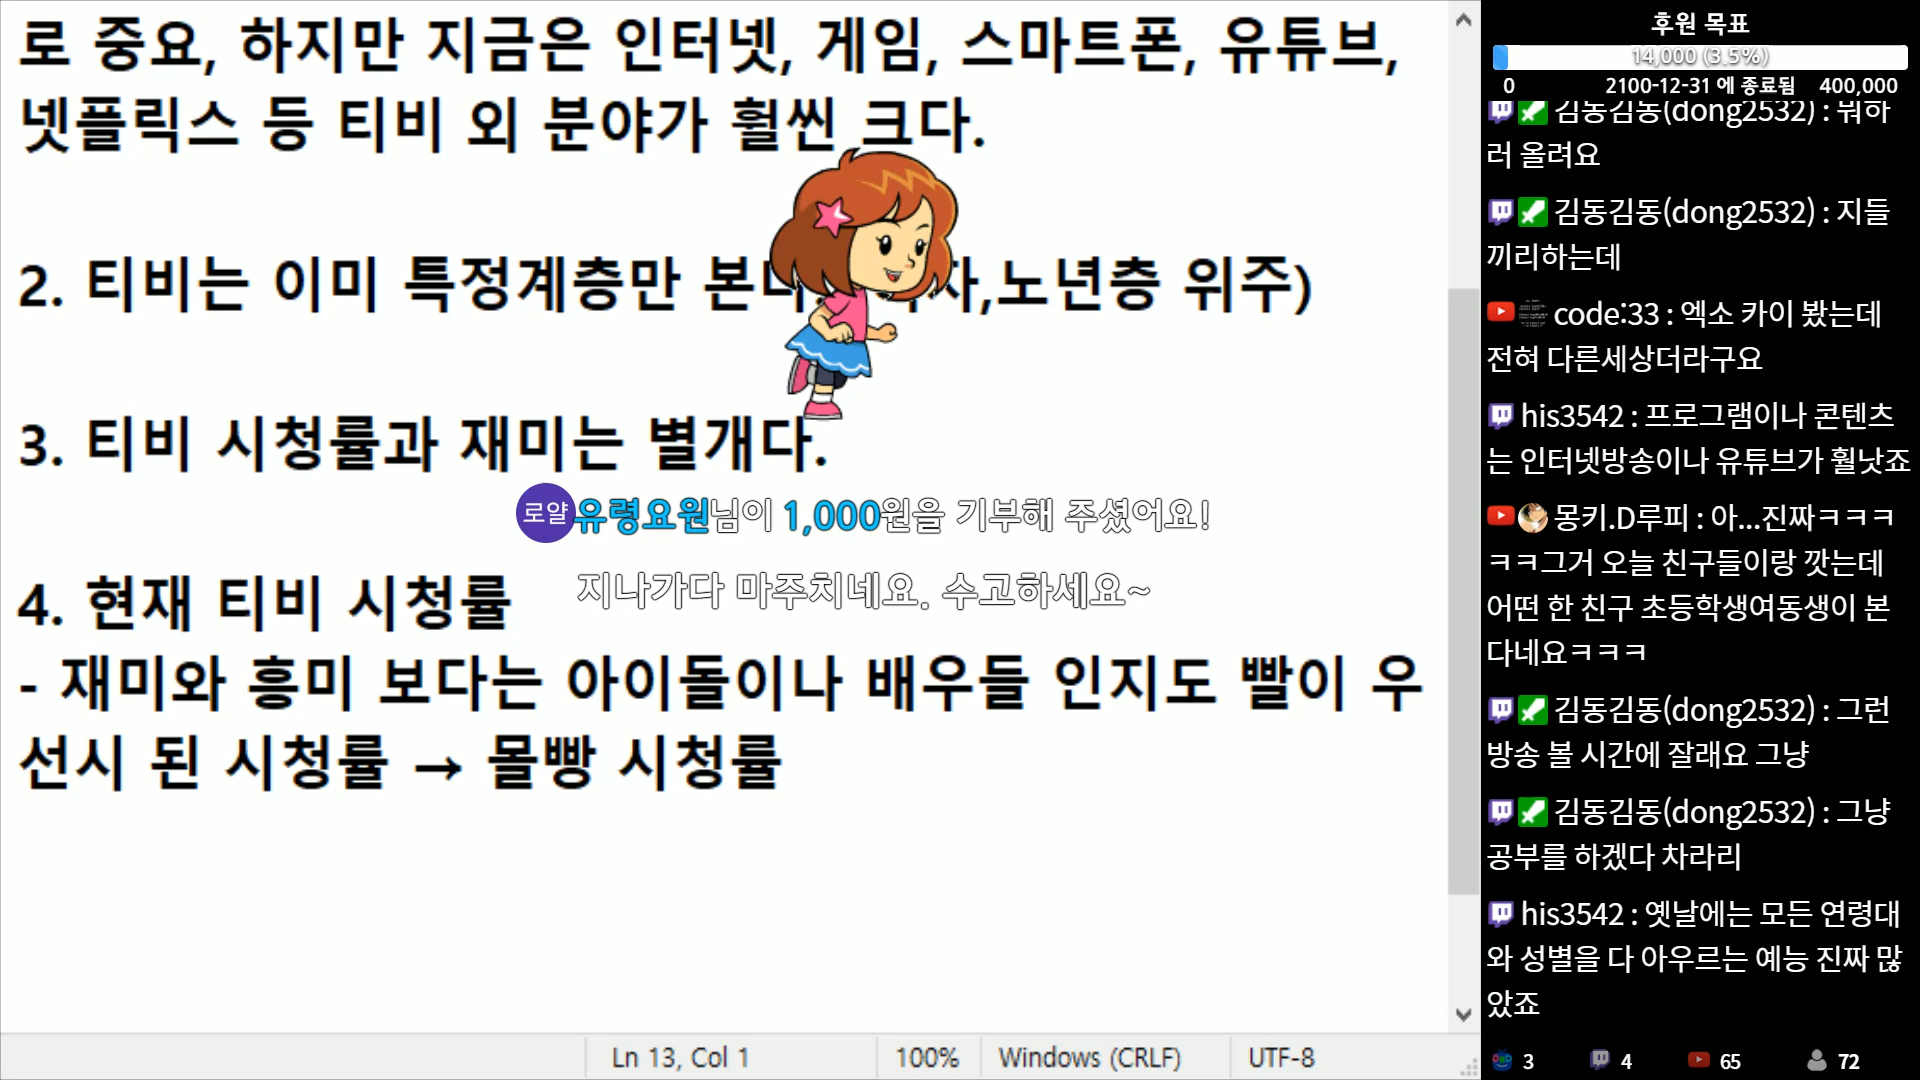 로 중요, 하지만 지금은 인터넷, 게임, 스마트폰, 유튜브,
넷플릭스 등 티비 외 분야가 훨씬 크다.
2. 티비는 이미 특정계층만 본다. 자,노년층 위주)
3. 티비 시청률과 재미는 별개다.
로얄 유령요원님이 1,000원을 기부해 주셨어요!
지나가다 마주치네요. 수고하세요~
4. 현재 티비 시청률
- 재미와 흥미 보다는 아이돌이나 배우들 인지도 빨이 우
선시 된 시청률 → 몰빵 시청률
Ln 13, Col 1
100%
Windows (CRLF)
UTF-8
후원 목표
14,000 (3.5%)
0 2100-12-31 에 종료됨 400,000
김동김동(dong2532) : 뭐하
러 올려요
김동김동(dong2532) : 지들
끼리하는데
code:33 : 엑소 카이 봤는데
전혀 다른세상더라구요
his3542 : 프로그램이나 콘텐츠
는 인터넷방송이나 유튜브가 훨낫죠
몽키.D루피 : 아...진짜ㅋㅋㅋ
ㅋㅋ그거 오늘 친구들이랑 깟는데
어떤 한 친구 초등학생여동생이 본
다네요ㅋㅋㅋ
김동김동(dong2532) : 그런
방송 볼 시간에 잘래요 그냥
김동김동(dong2532) : 그냥
공부를 하겠다 차라리
his3542 : 옛날에는 모든 연령대
와 성별을 다 아우르는 예능 진짜 많
았죠
3 4 65 72